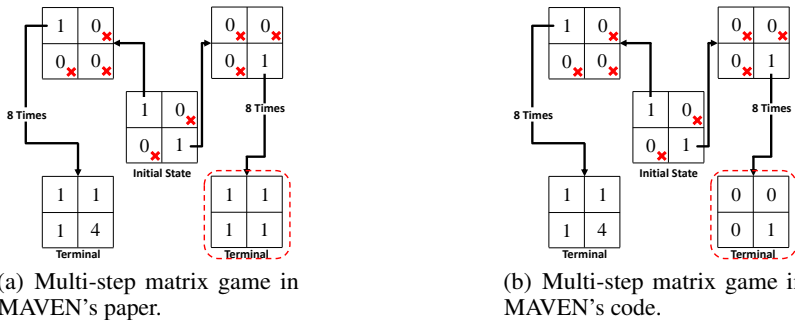 1 0
0 0
0 0
0 1
8 Times
1 0
0 1
8 Times
Initial State
1 1
1 4
Terminal
1 1
1 1
Terminal
(a) Multi-step matrix game in
MAVEN's paper.
1 0
0 0
0 0
0 1
8 Times
1 0
0 1
8 Times
Initial State
1 1
1 4
Terminal
0 0
0 1
Terminal
(b) Multi-step matrix game in
MAVEN's code.